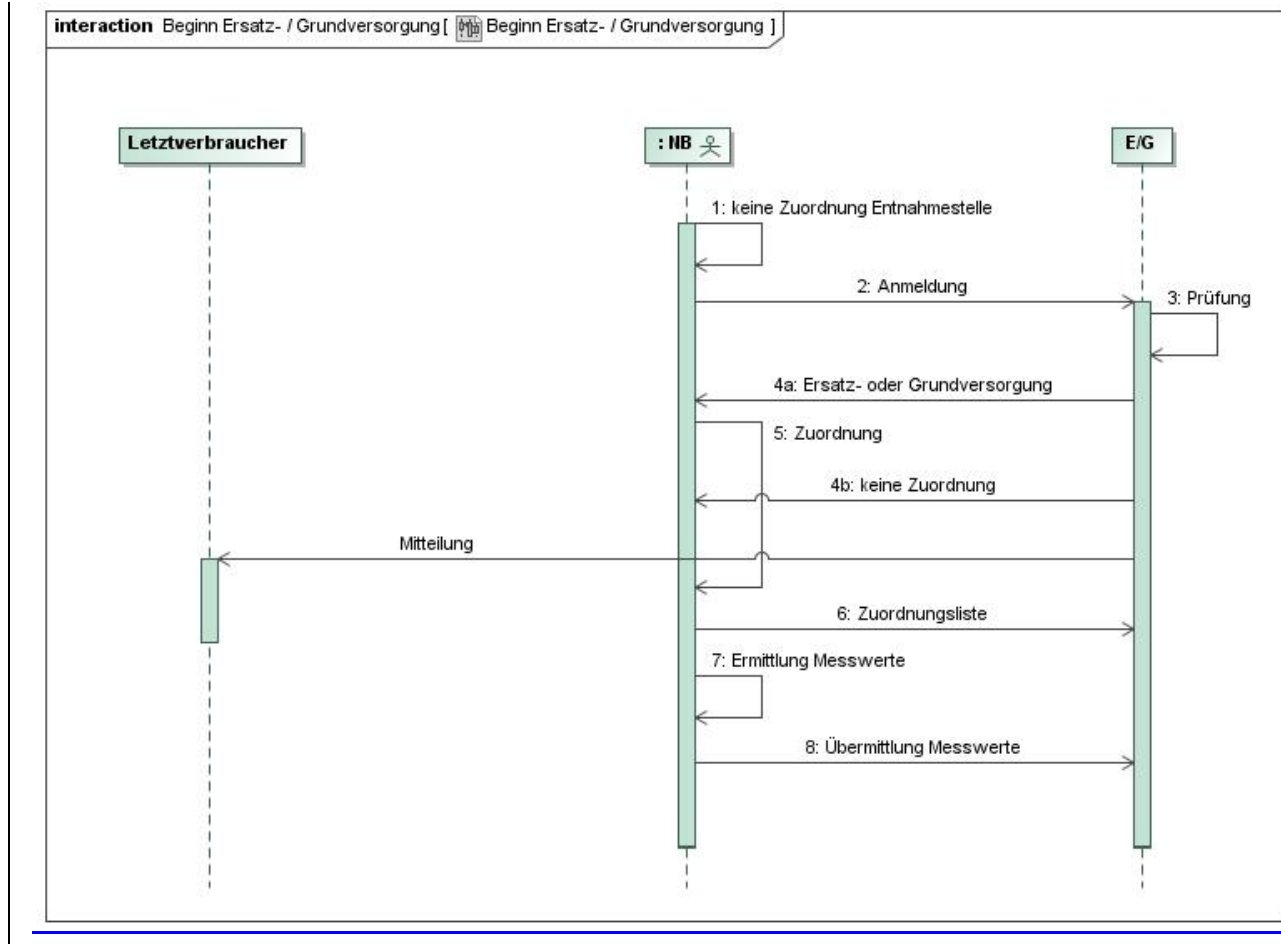 interaction Beginn Ersatz- / Grundversorgung [ Beginn Ersatz- / Grundversorgung ]
Letztverbraucher
: NB
E/G
1: keine Zuordnung Entnahmestelle
2: Anmeldung
3: Prüfung
4a: Ersatz- oder Grundversorgung
5: Zuordnung
4b: keine Zuordnung
Mitteilung
6: Zuordnungsliste
7: Ermittlung Messwerte
8: Übermittlung Messwerte